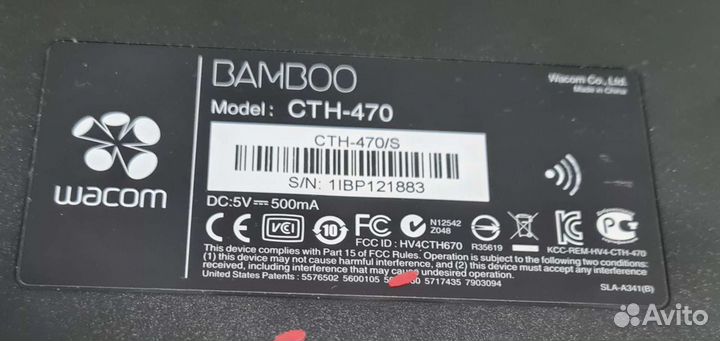 BAMBOO
Wacom Co., Ltd.
Made in China
Model: CTH-470
CTH-470/S
S/N: 1IBP121883
wacom
DC:5V⎓500mA
CE VCCI 10 FC N12542
Z048
R35619
FCC ID : HV4CTH670
KCC-REM-HV4-CTH-470
This device complies with Part 15 of FCC Rules. Operation is subject to the following two conditions:
(1) this device may not cause harmful interference, and (2) this device must accept any interference
received, including interference that may cause undesired operation.
United States Patents : 5576502 5600105 5717435 7903094
SLA-A341(B)
Avito